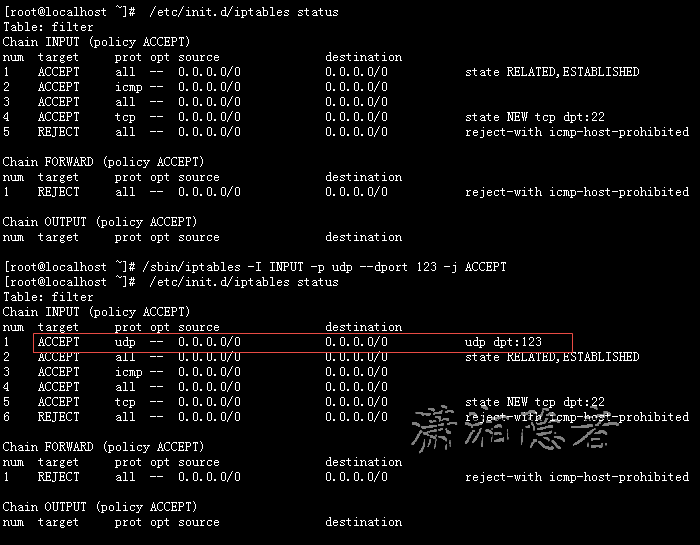 [root@localhost ~]#  /etc/init.d/iptables status
Table: filter
Chain INPUT (policy ACCEPT)
num  target     prot opt source               destination
1    ACCEPT     all  --  0.0.0.0/0            0.0.0.0/0           state RELATED,ESTABLISHED
2    ACCEPT     icmp --  0.0.0.0/0            0.0.0.0/0
3    ACCEPT     all  --  0.0.0.0/0            0.0.0.0/0
4    ACCEPT     tcp  --  0.0.0.0/0            0.0.0.0/0           state NEW tcp dpt:22
5    REJECT     all  --  0.0.0.0/0            0.0.0.0/0           reject-with icmp-host-prohibited
Chain FORWARD (policy ACCEPT)
num  target     prot opt source               destination
1    REJECT     all  --  0.0.0.0/0            0.0.0.0/0           reject-with icmp-host-prohibited
Chain OUTPUT (policy ACCEPT)
num  target     prot opt source               destination
[root@localhost ~]# /sbin/iptables -I INPUT -p udp --dport 123 -j ACCEPT
[root@localhost ~]#  /etc/init.d/iptables status
Table: filter
Chain INPUT (policy ACCEPT)
num  target     prot opt source               destination
1    ACCEPT     udp  --  0.0.0.0/0            0.0.0.0/0           udp dpt:123
2    ACCEPT     all  --  0.0.0.0/0            0.0.0.0/0           state RELATED,ESTABLISHED
3    ACCEPT     icmp --  0.0.0.0/0            0.0.0.0/0
4    ACCEPT     all  --  0.0.0.0/0            0.0.0.0/0
5    ACCEPT     tcp  --  0.0.0.0/0            0.0.0.0/0           state NEW tcp dpt:22
6    REJECT     all  --  0.0.0.0/0            0.0.0.0/0           reject-with icmp-host-prohibited
潇湘隐者
Chain FORWARD (policy ACCEPT)
num  target     prot opt source               destination
1    REJECT     all  --  0.0.0.0/0            0.0.0.0/0           reject-with icmp-host-prohibited
Chain OUTPUT (policy ACCEPT)
num  target     prot opt source               destination